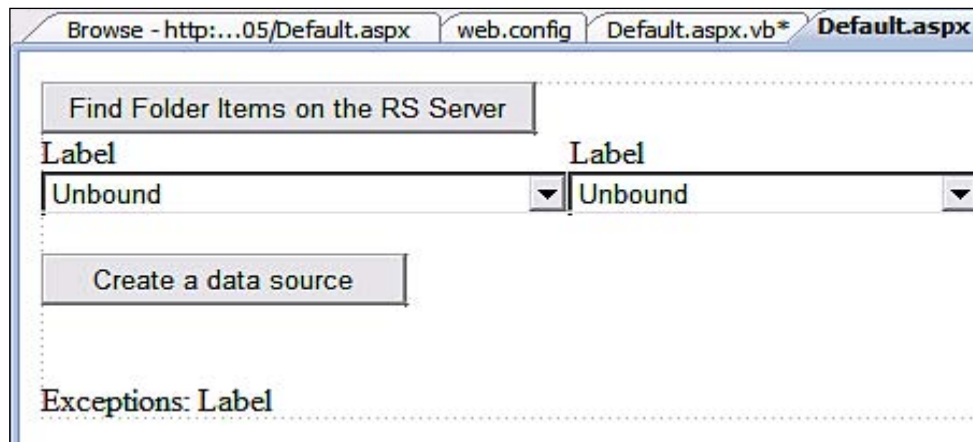 Browse - http:...05/Default.aspx web.config Default.aspx.vb* Default.aspx
Find Folder Items on the RS Server
Label Label
Unbound Unbound
Create a data source
Exceptions: Label